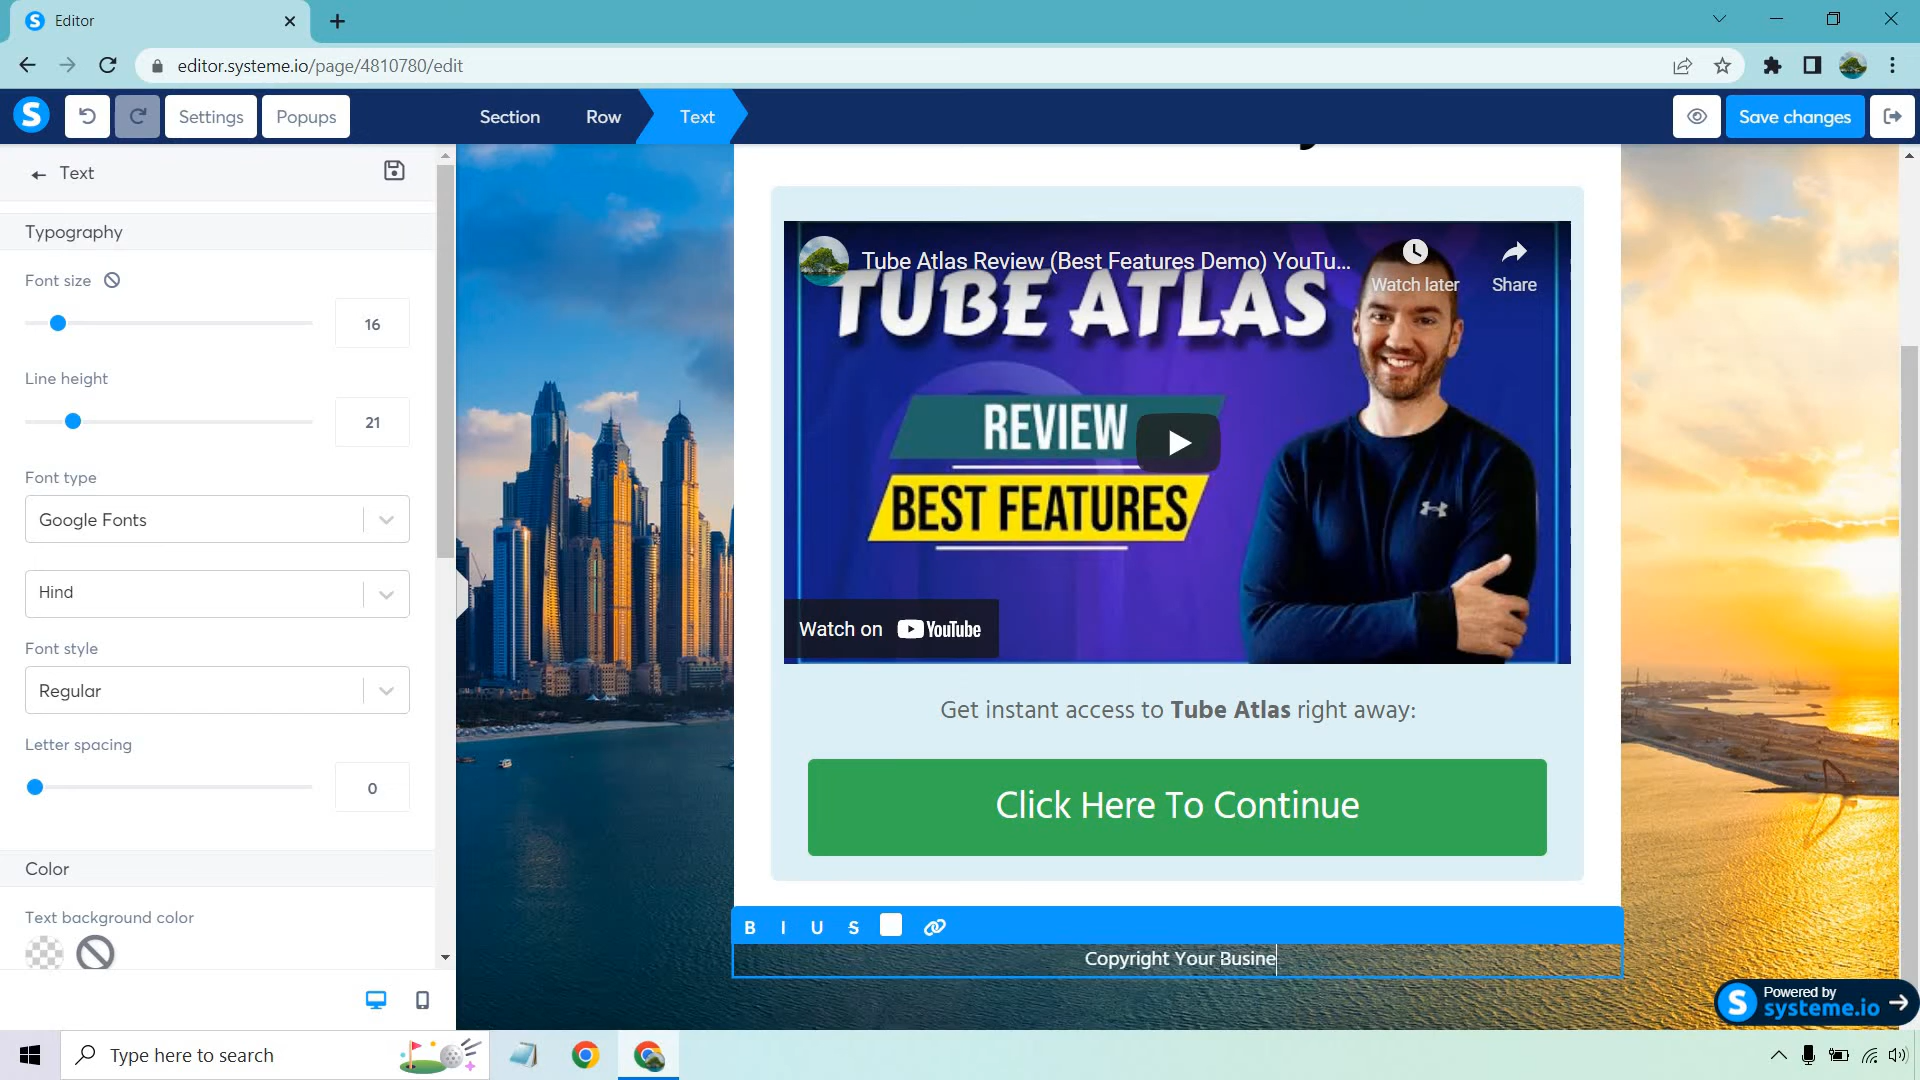 Editor
editor.systeme.io/page/4810780/edit
Settings
Popups
Section
Row
Text
Save changes
Text
Typography
Font size
16
Line height
21
Font type
Google Fonts
Hind
Font style
Regular
Letter spacing
0
Color
Text background color
Tube Atlas Review (Best Features Demo) YouTu...
Watch later
Share
TUBE ATLAS
REVIEW
BEST FEATURES
Watch on YouTube
Get instant access to Tube Atlas right away:
Click Here To Continue
B I U S
Copyright Your Busine
Powered by
systeme.io
Type here to search